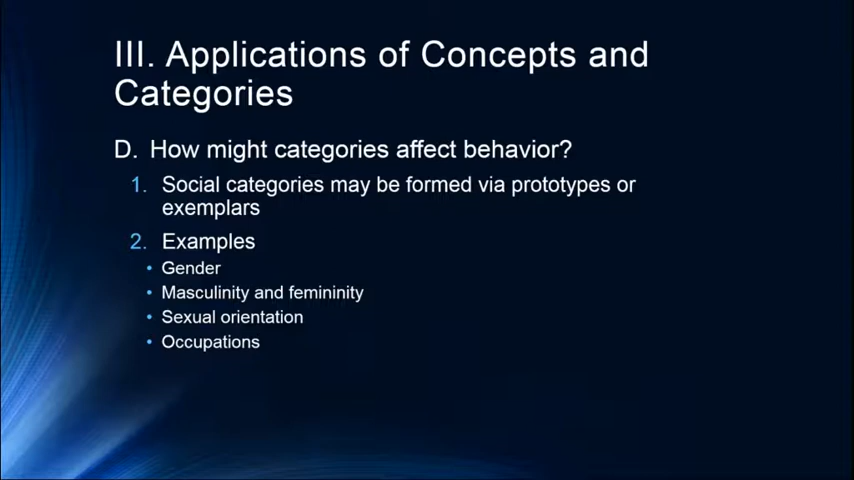 III. Applications of Concepts and
Categories
D. How might categories affect behavior?
1. Social categories may be formed via prototypes or
exemplars
2. Examples
• Gender
• Masculinity and femininity
• Sexual orientation
• Occupations